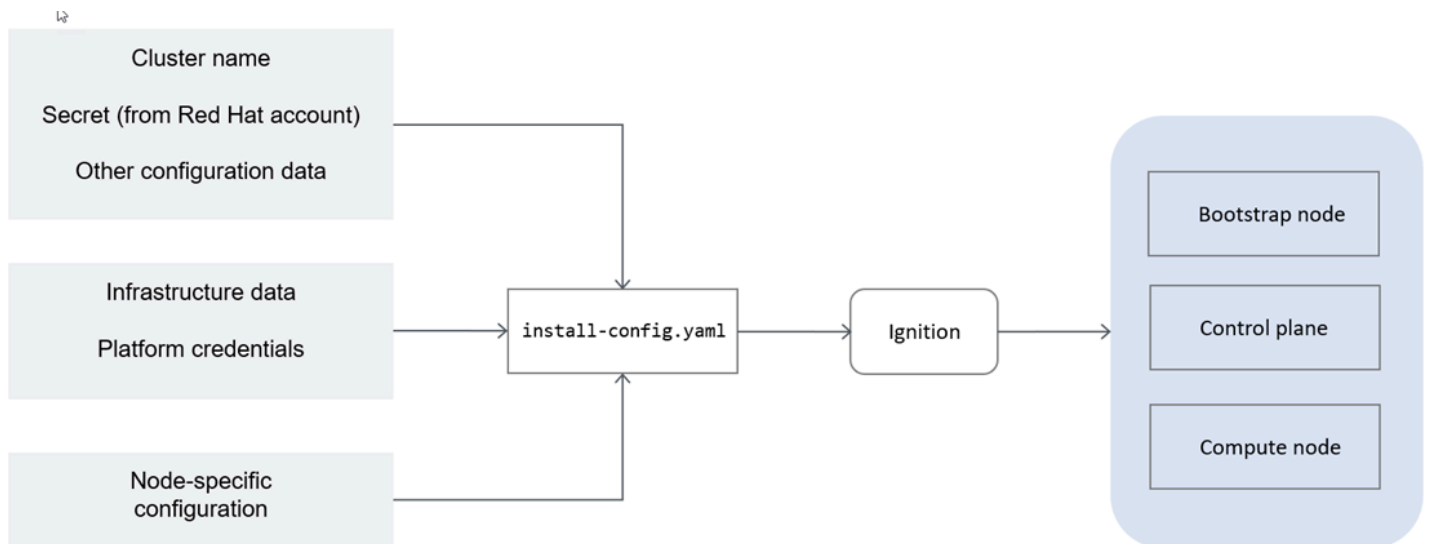 Cluster name
Secret (from Red Hat account)
Other configuration data
Infrastructure data
Platform credentials
Node-specific
configuration
install-config.yaml
Ignition
Bootstrap node
Control plane
Compute node